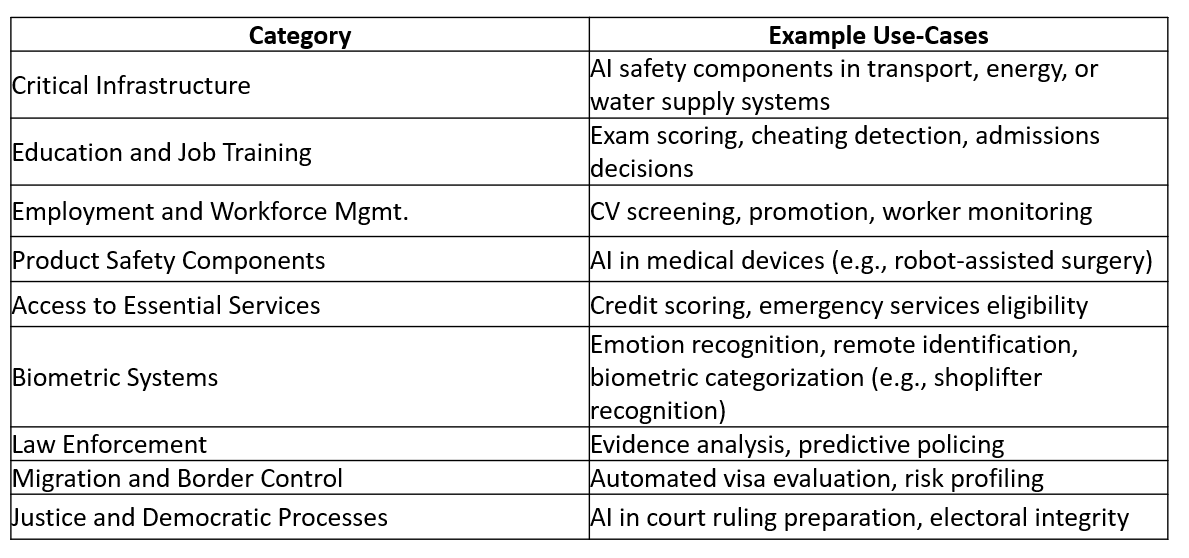 Category Example Use-Cases
Critical Infrastructure
AI safety components in transport, energy, or
water supply systems
Education and Job Training
Exam scoring, cheating detection, admissions
decisions
Employment and Workforce Mgmt. CV screening, promotion, worker monitoring
Product Safety Components AI in medical devices (e.g., robot-assisted surgery)
Access to Essential Services Credit scoring, emergency services eligibility
Biometric Systems
Emotion recognition, remote identification,
biometric categorization (e.g., shoplifter
recognition)
Law Enforcement Evidence analysis, predictive policing
Migration and Border Control Automated visa evaluation, risk profiling
Justice and Democratic Processes AI in court ruling preparation, electoral integrity